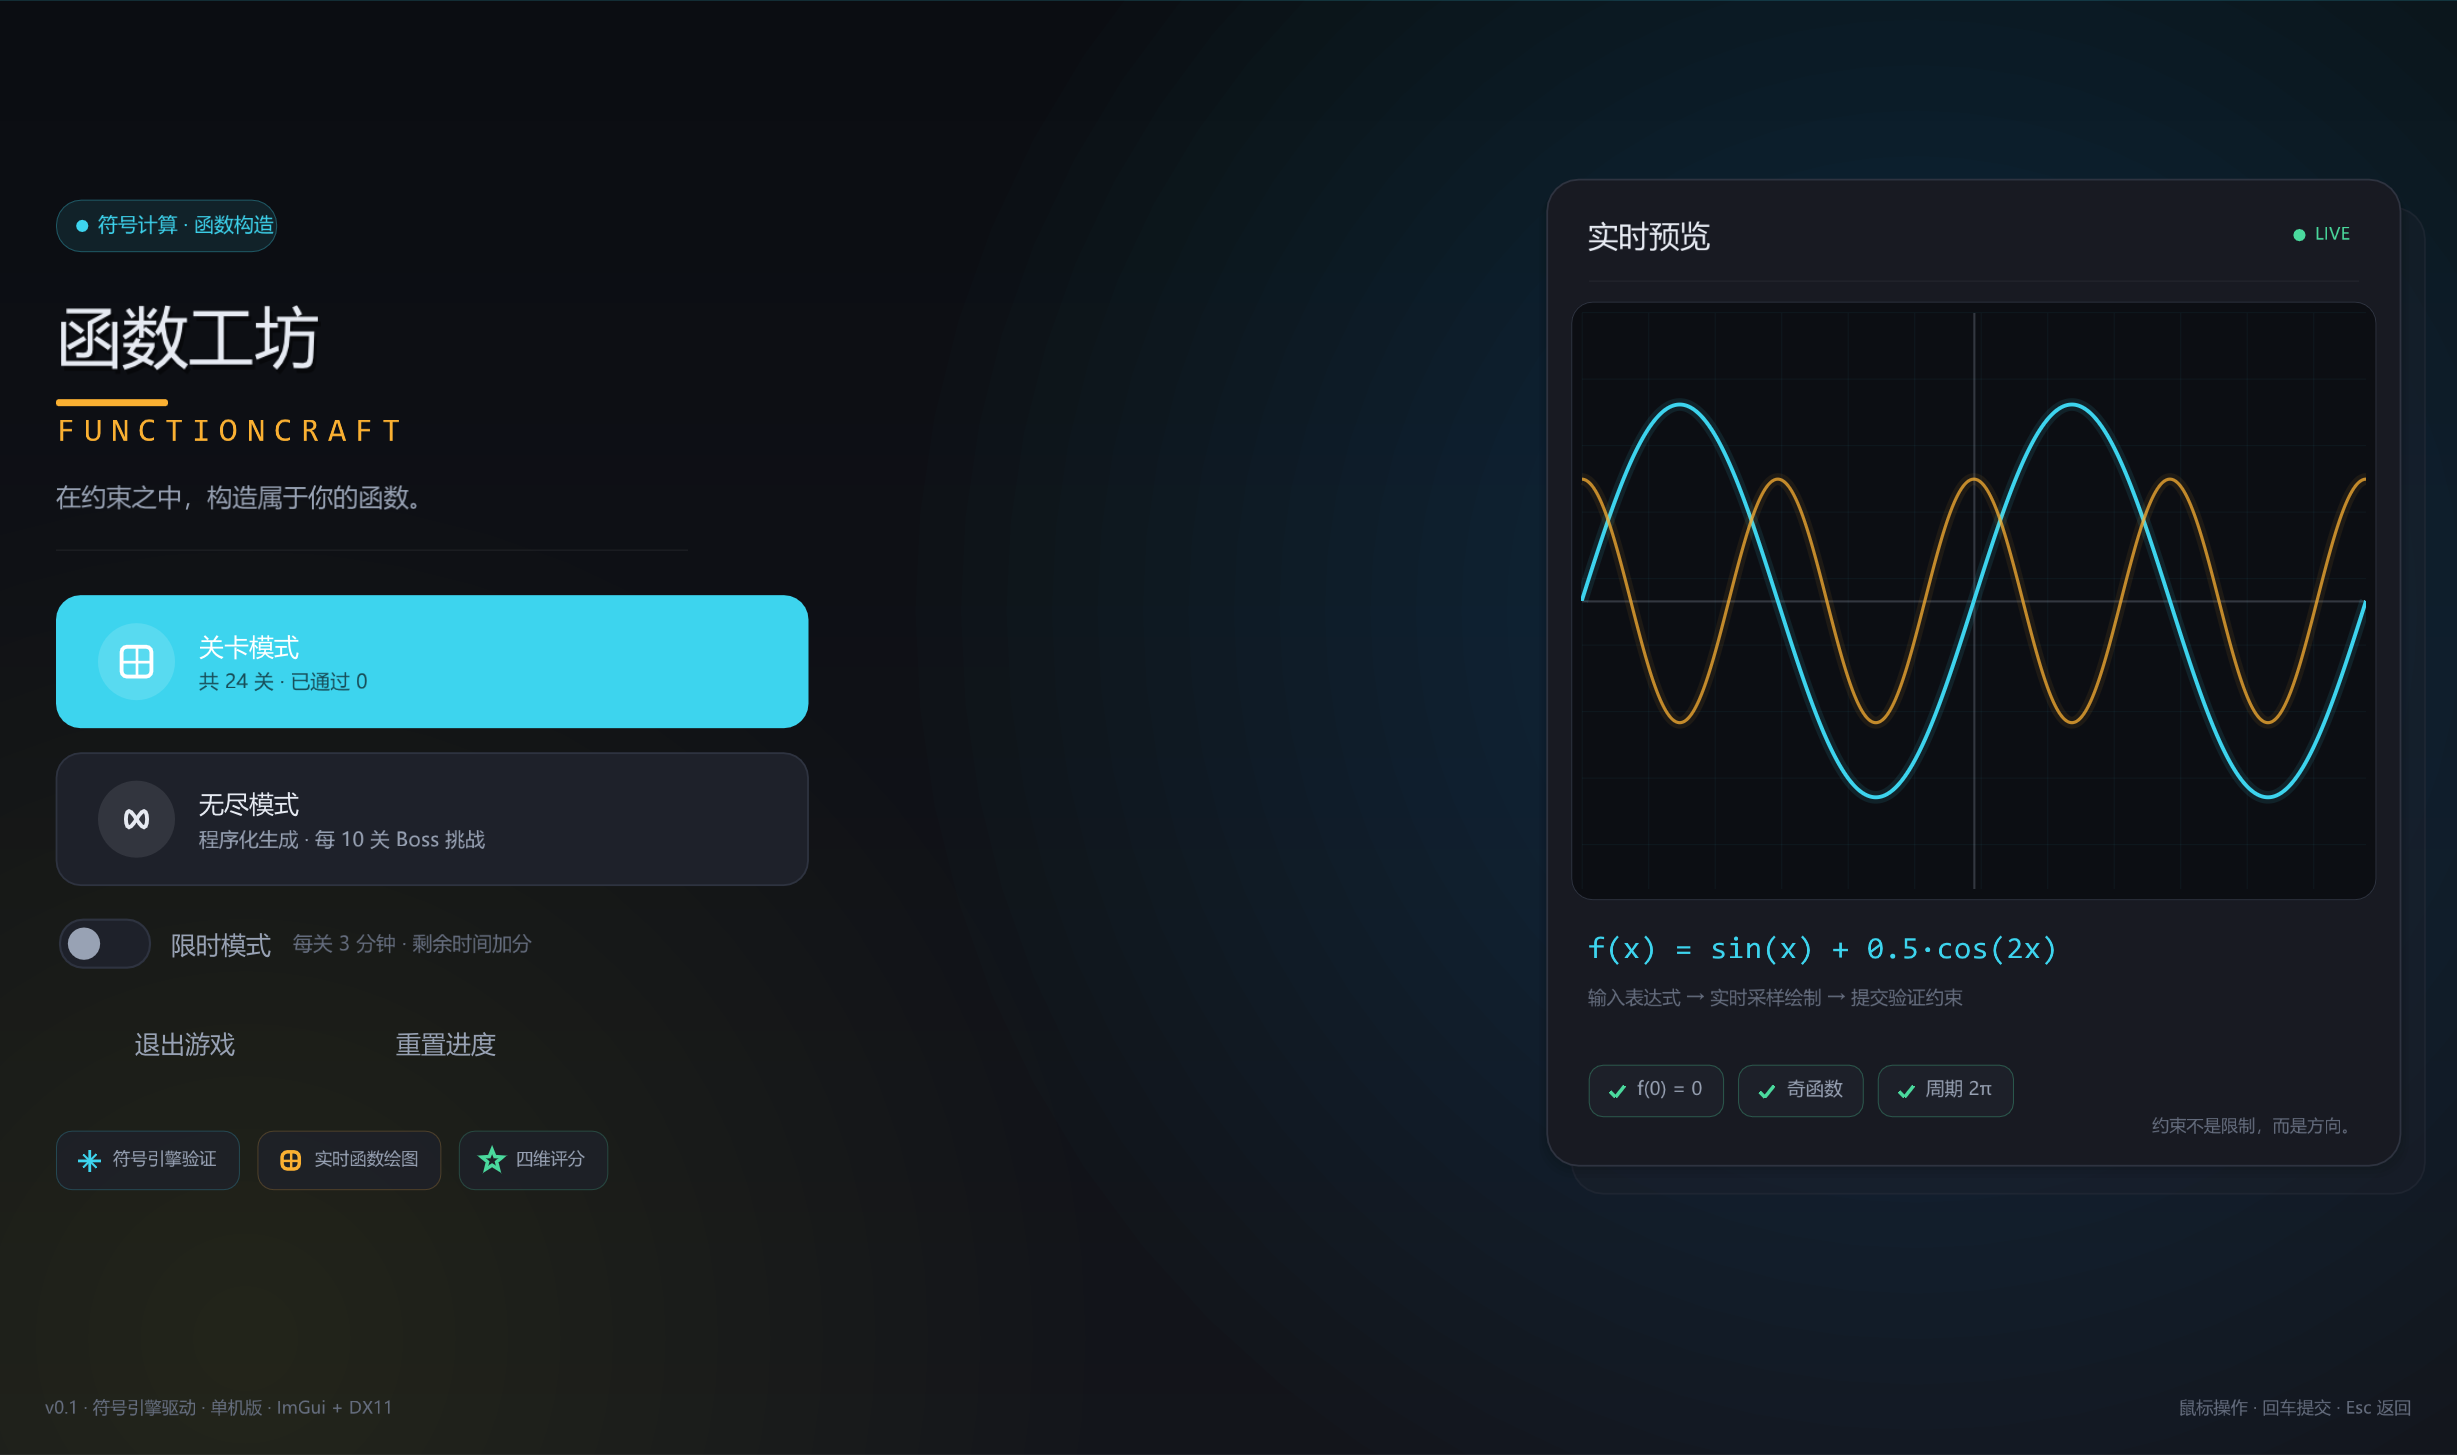 符号计算 · 函数构造
函数工坊
FUNCTIONCRAFT
在约束之中，构造属于你的函数。
关卡模式
共 24 关 · 已通过 0
无尽模式
程序化生成 · 每 10 关 Boss 挑战
限时模式 每关 3 分钟 · 剩余时间加分
退出游戏 重置进度
符号引擎验证 实时函数绘图 四维评分
实时预览
LIVE
f(x) = sin(x) + 0.5·cos(2x)
输入表达式 → 实时采样绘制 → 提交验证约束
f(0) = 0 奇函数 周期 2π
约束不是限制，而是方向。
v0.1 · 符号引擎驱动 · 单机版 · ImGui + DX11
鼠标操作 · 回车提交 · Esc 返回